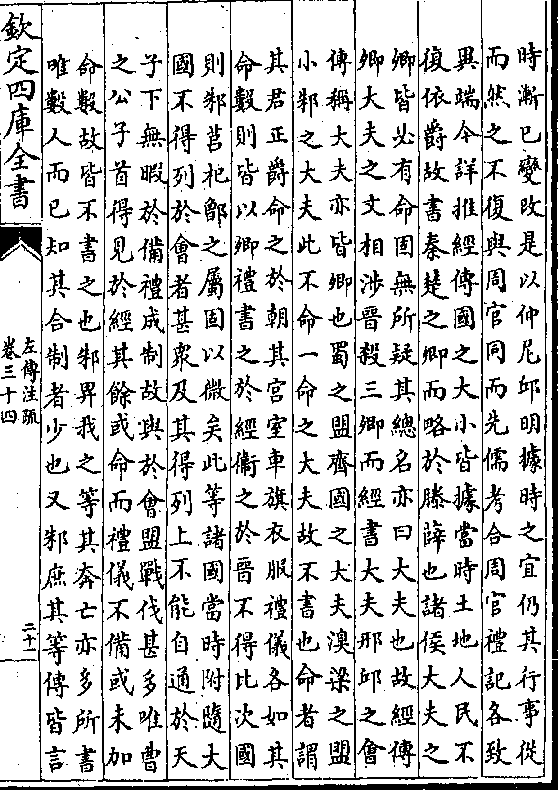 時漸已變改是以仲尼邱明據時之宜仍其行事從
而然之不復與周官同而先儒考合周官禮記各致
異端今詳推經傳國之大小皆據當時土地人民不
復依爵故書秦楚之卿而略於滕薛也諸侯大夫之
卿皆必有命固無所疑其總名亦曰大夫也故經傳
卿大夫之文相涉晉殺三卿而經書大夫邢邱之會
傳稱大夫亦皆卿也蜀之盟齊國之大夫溴梁之盟
小邾之大夫此不命一命之大夫故不書也命者謂
其君正爵命之於朝其宮室車旗衣服禮儀各如其
命數則皆以卿禮書之於經衞之於晉不得比次國
則邾莒杞鄫之屬固以微矣此等諸國當時附隨大
國不得列於會者甚衆及其得列上不能自通於天
子下無暇於備禮成制故與於會盟戰伐甚多唯曹
之公子首得見於經其餘或命而禮儀不備或未加
命數故皆不書之也邾畀我之等其奔亡亦多所書
唯數人而已知其合制者少也又邾庶其等傳皆言
欽定四庫全書
左傳注疏
卷三十四
二十一